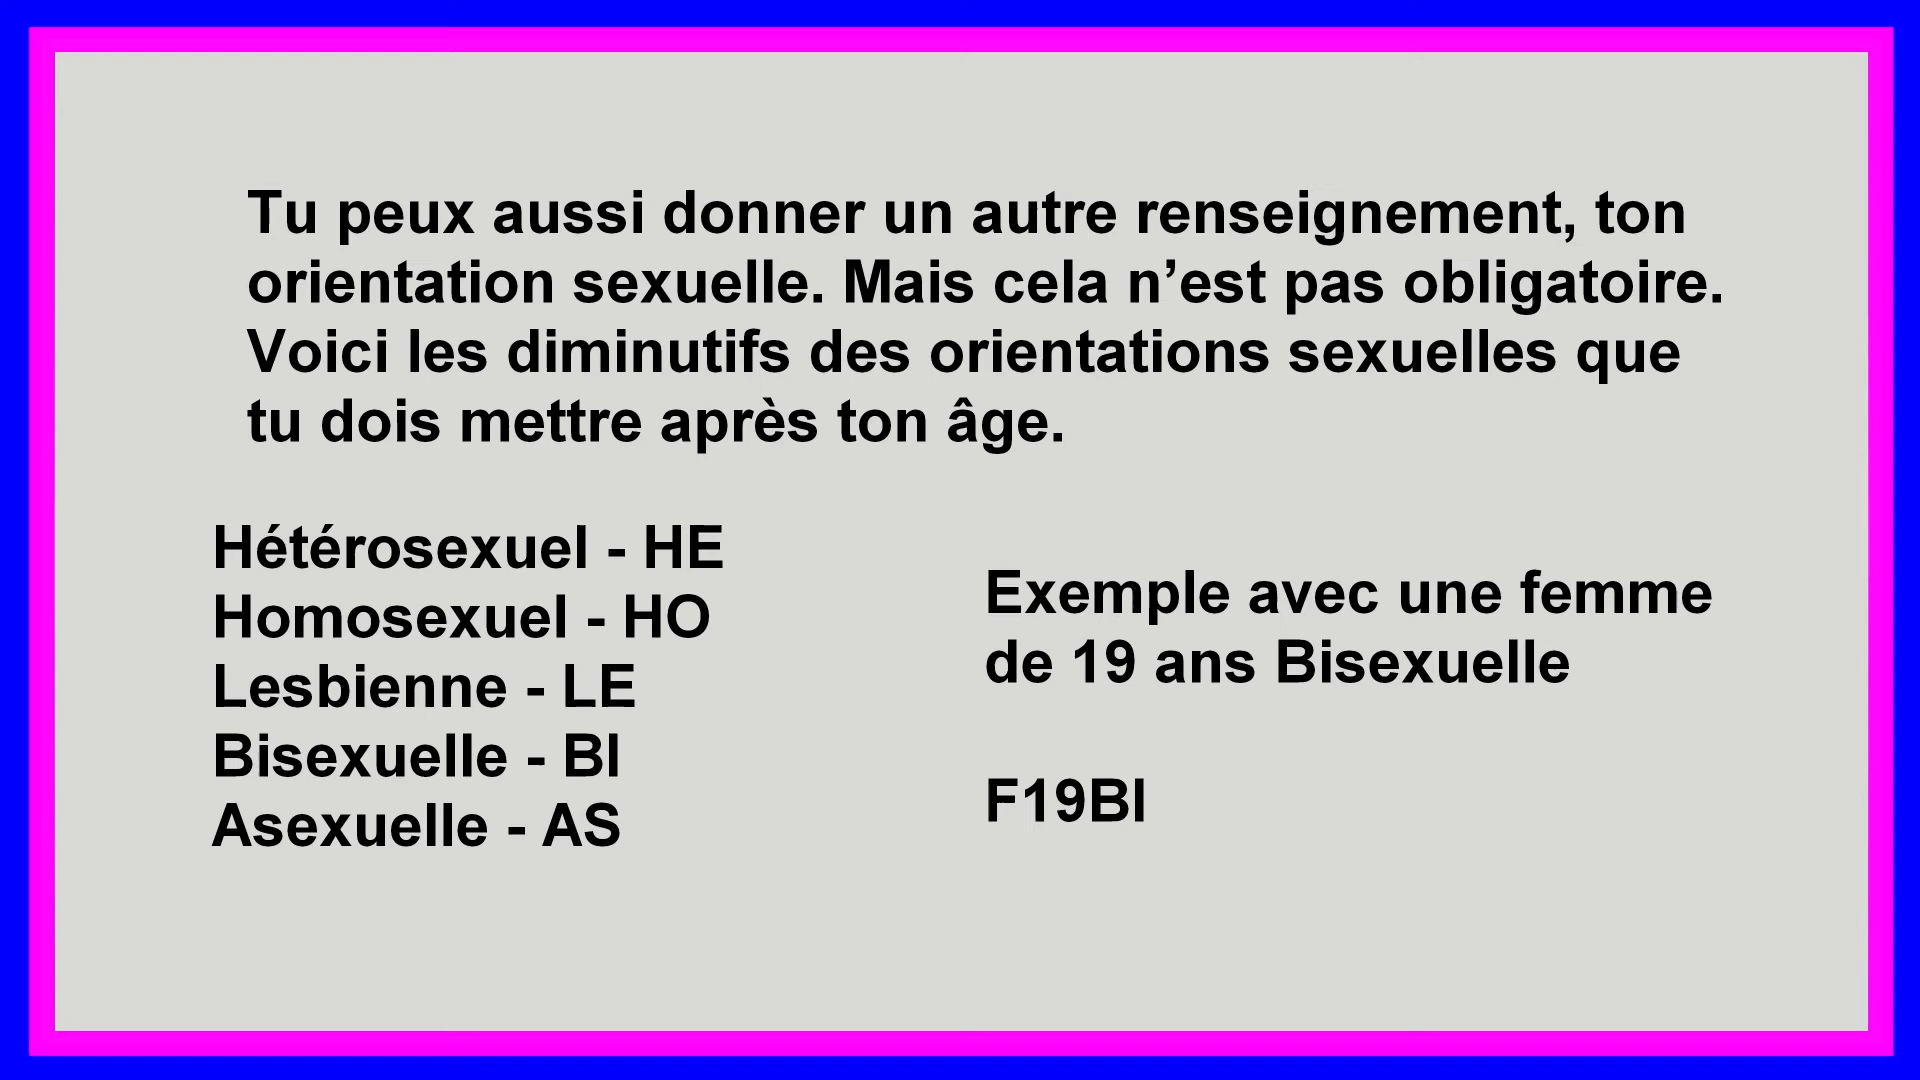 Tu peux aussi donner un autre renseignement, ton
orientation sexuelle. Mais cela n’est pas obligatoire.
Voici les diminutifs des orientations sexuelles que
tu dois mettre après ton âge.
Hétérosexuel - HE
Homosexuel - HO
Lesbienne - LE
Bisexuelle - BI
Asexuelle - AS
Exemple avec une femme
de 19 ans Bisexuelle
F19BI